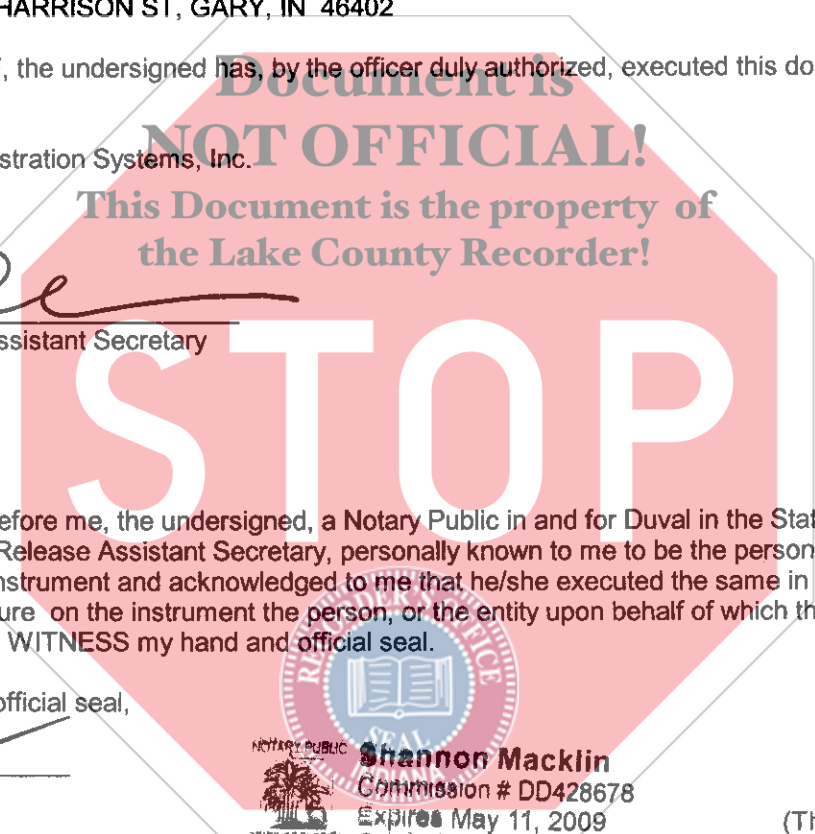 HARRISON ST, GARY, IN 46402
, the undersigned has, by the officer duly authorized, executed this do
Document is
NOT OFFICIAL!
stration Systems, Inc.
This Document is the property of
the Lake County Recorder!
ssistant Secretary
STOP
efore me, the undersigned, a Notary Public in and for Duval in the Stat
Release Assistant Secretary, personally known to me to be the person
nstrument and acknowledged to me that he/she executed the same in
ure on the instrument the person, or the entity upon behalf of which th
WITNESS my hand and official seal.
RECORDER'S OFFICE
SEAL
INDIANA
official seal,
NOTARY PUBLIC
Shannon Macklin
Commission # DD428678
Expires May 11, 2009
(Th